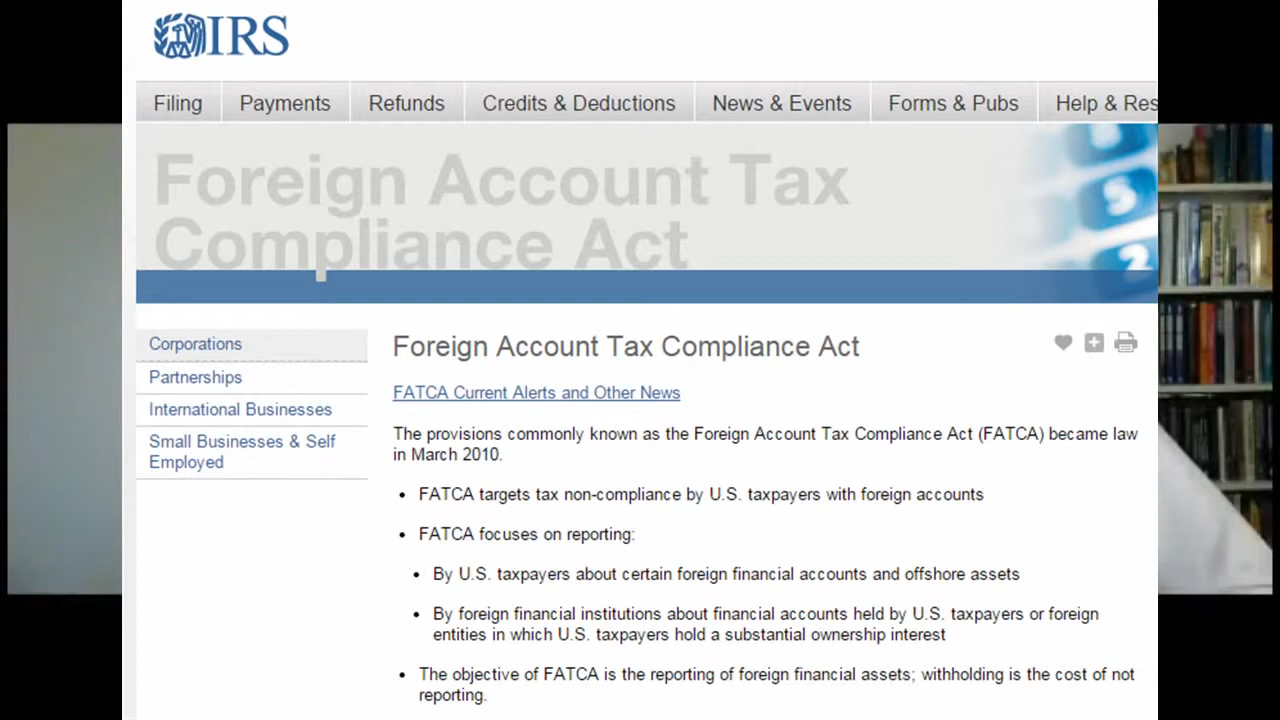 IRS
Filing
Payments
Refunds
Credits & Deductions
News & Events
Forms & Pubs
Help & Res
Foreign Account Tax
Compliance Act
S
2
Corporations
Partnerships
International Businesses
Small Businesses & Self
Employed
Foreign Account Tax Compliance Act
FATCA Current Alerts and Other News
The provisions commonly known as the Foreign Account Tax Compliance Act (FATCA) became law
in March 2010.
• FATCA targets tax non-compliance by U.S. taxpayers with foreign accounts
• FATCA focuses on reporting:
• By U.S. taxpayers about certain foreign financial accounts and offshore assets
• By foreign financial institutions about financial accounts held by U.S. taxpayers or foreign
entities in which U.S. taxpayers hold a substantial ownership interest
• The objective of FATCA is the reporting of foreign financial assets; withholding is the cost of not
reporting.